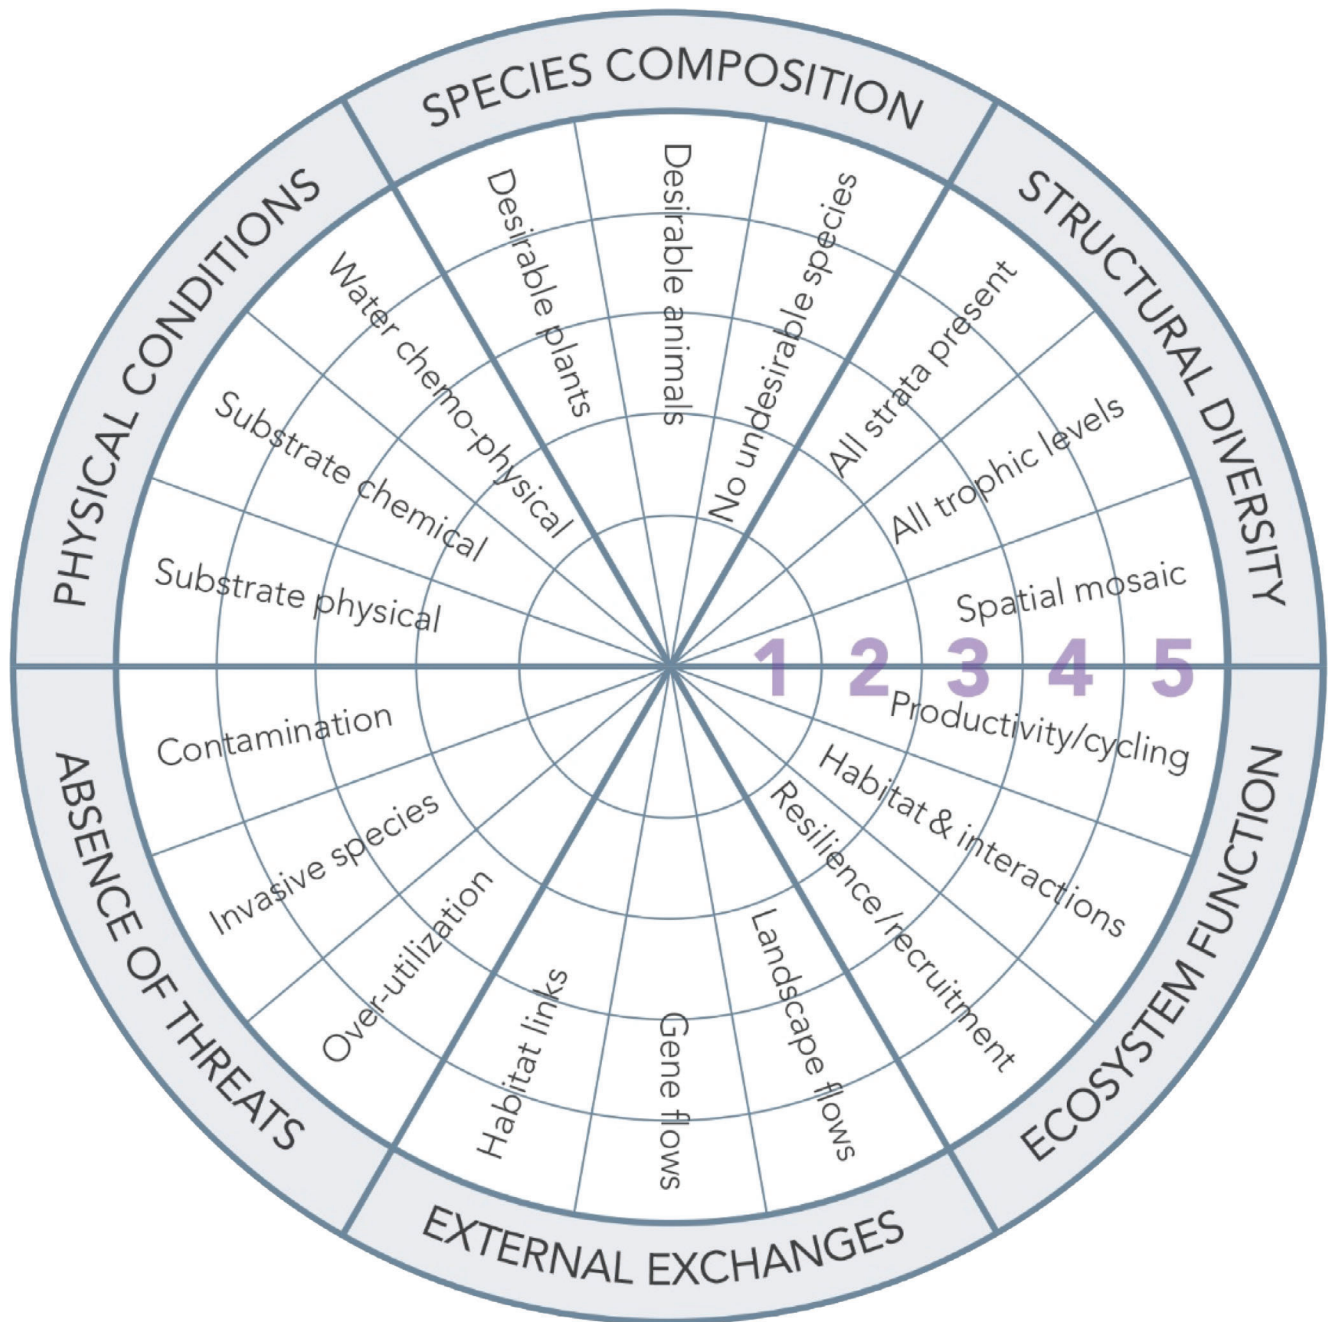 SPECIES COMPOSITION
Desirable plants
Desirable animals
No undesirable species
STRUCTURAL DIVERSITY
All strata present
All trophic levels
Spatial mosaic
1 2 3 4 5
ECOSYSTEM FUNCTION
Productivity/cycling
Habitat & interactions
Resilience/recruitment
EXTERNAL EXCHANGES
Landscape flows
Gene flows
Habitat links
ABSENCE OF THREATS
Over-utilization
Invasive species
Contamination
PHYSICAL CONDITIONS
Substrate physical
Substrate chemical
Water chemo-physical